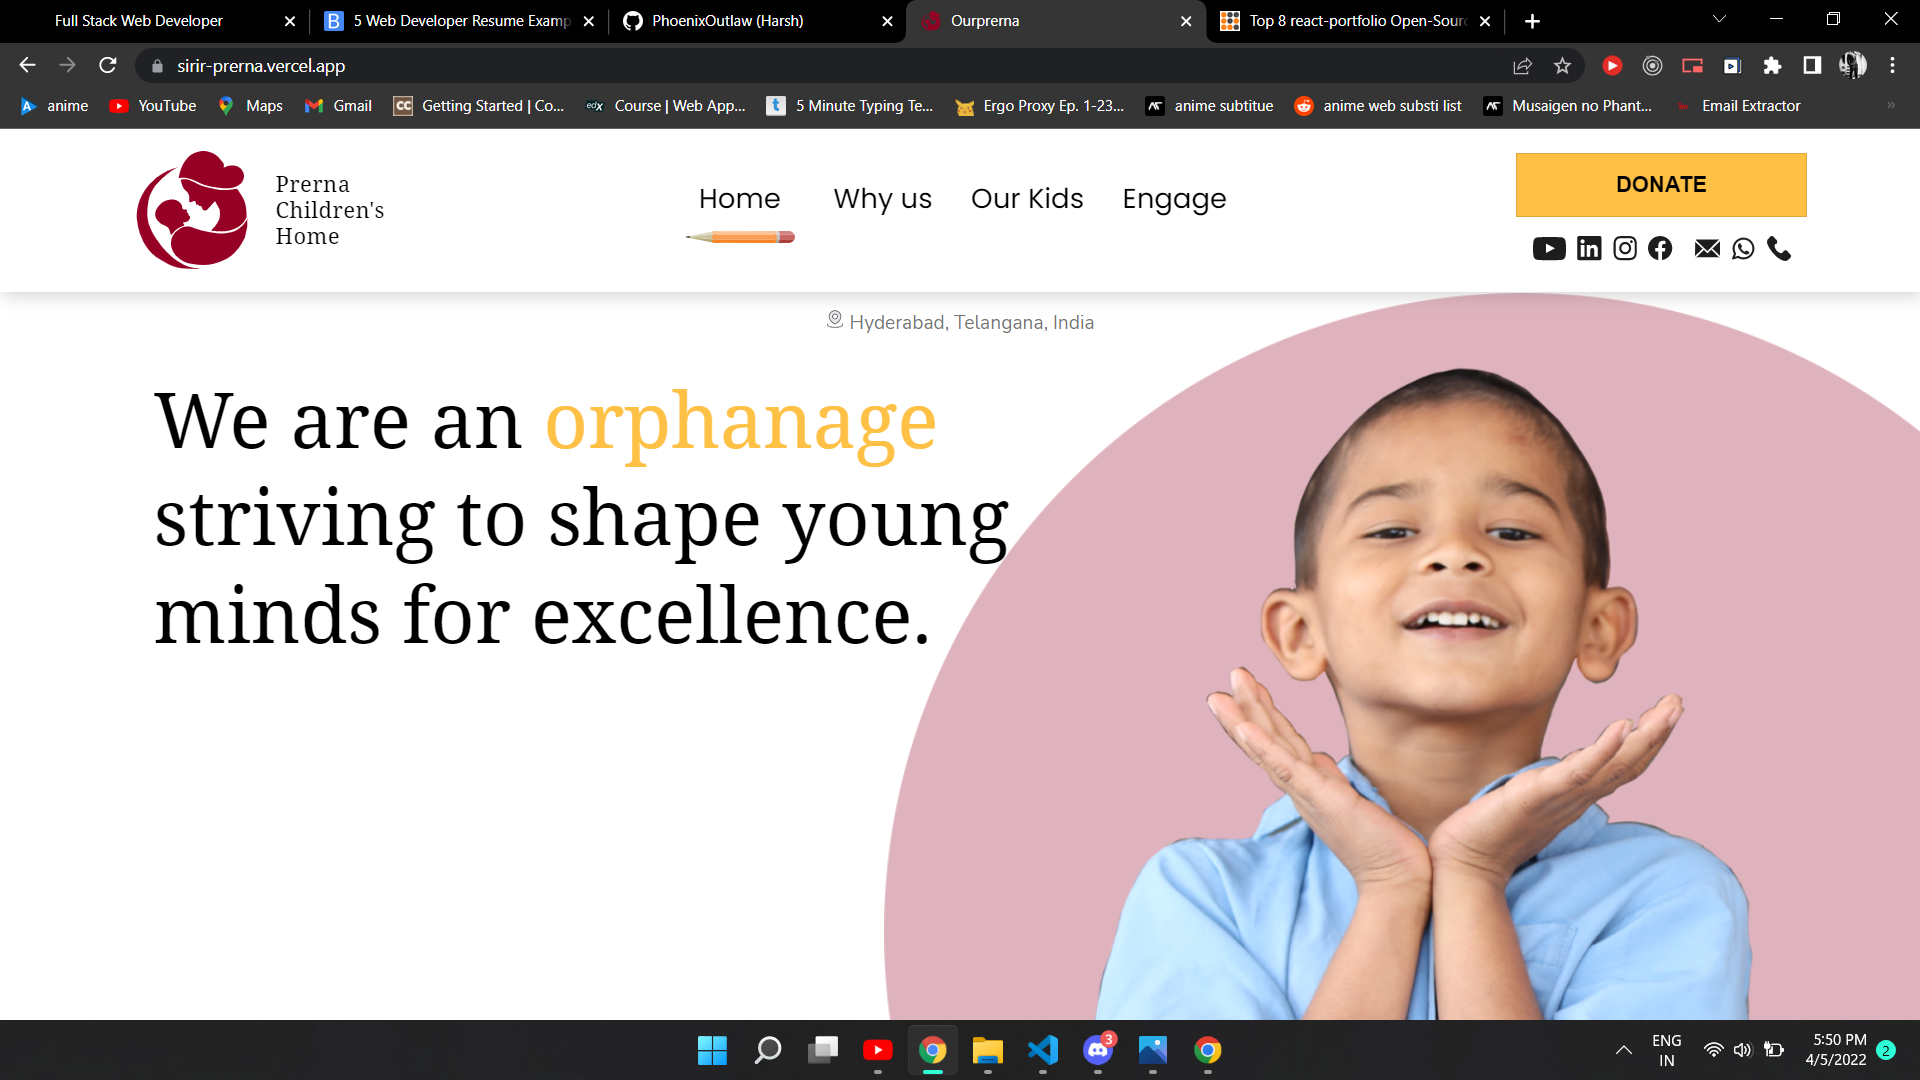 Full Stack Web Developer
5 Web Developer Resume Examp
PhoenixOutlaw (Harsh)
Ourprerna
Top 8 react-portfolio Open-Sourc
sirir-prerna.vercel.app
anime
YouTube
Maps
Gmail
CC
Getting Started | Co...
edX
Course | Web App...
t
5 Minute Typing Te...
Ergo Proxy Ep. 1-23...
anime subtitue
anime web substi list
Musaigen no Phant...
Email Extractor
»
Prerna
Children's
Home
Home
Why us
Our Kids
Engage
DONATE
Hyderabad, Telangana, India
We are an orphanage
striving to shape young
minds for excellence.
3
ENG
IN
5:50 PM
4/5/2022
2